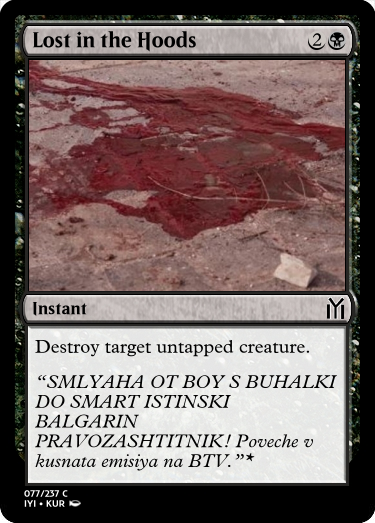 Lost in the Hoods 2
Instant
Destroy target untapped creature.
“SMLYAHA OT BOY S BUHALKI
DO SMART ISTINSKI
BALGARIN
PRAVOZASHTITNIK! Poveche v
kusnata emisiya na BTV.”*
077/237 C
IYI • KUR